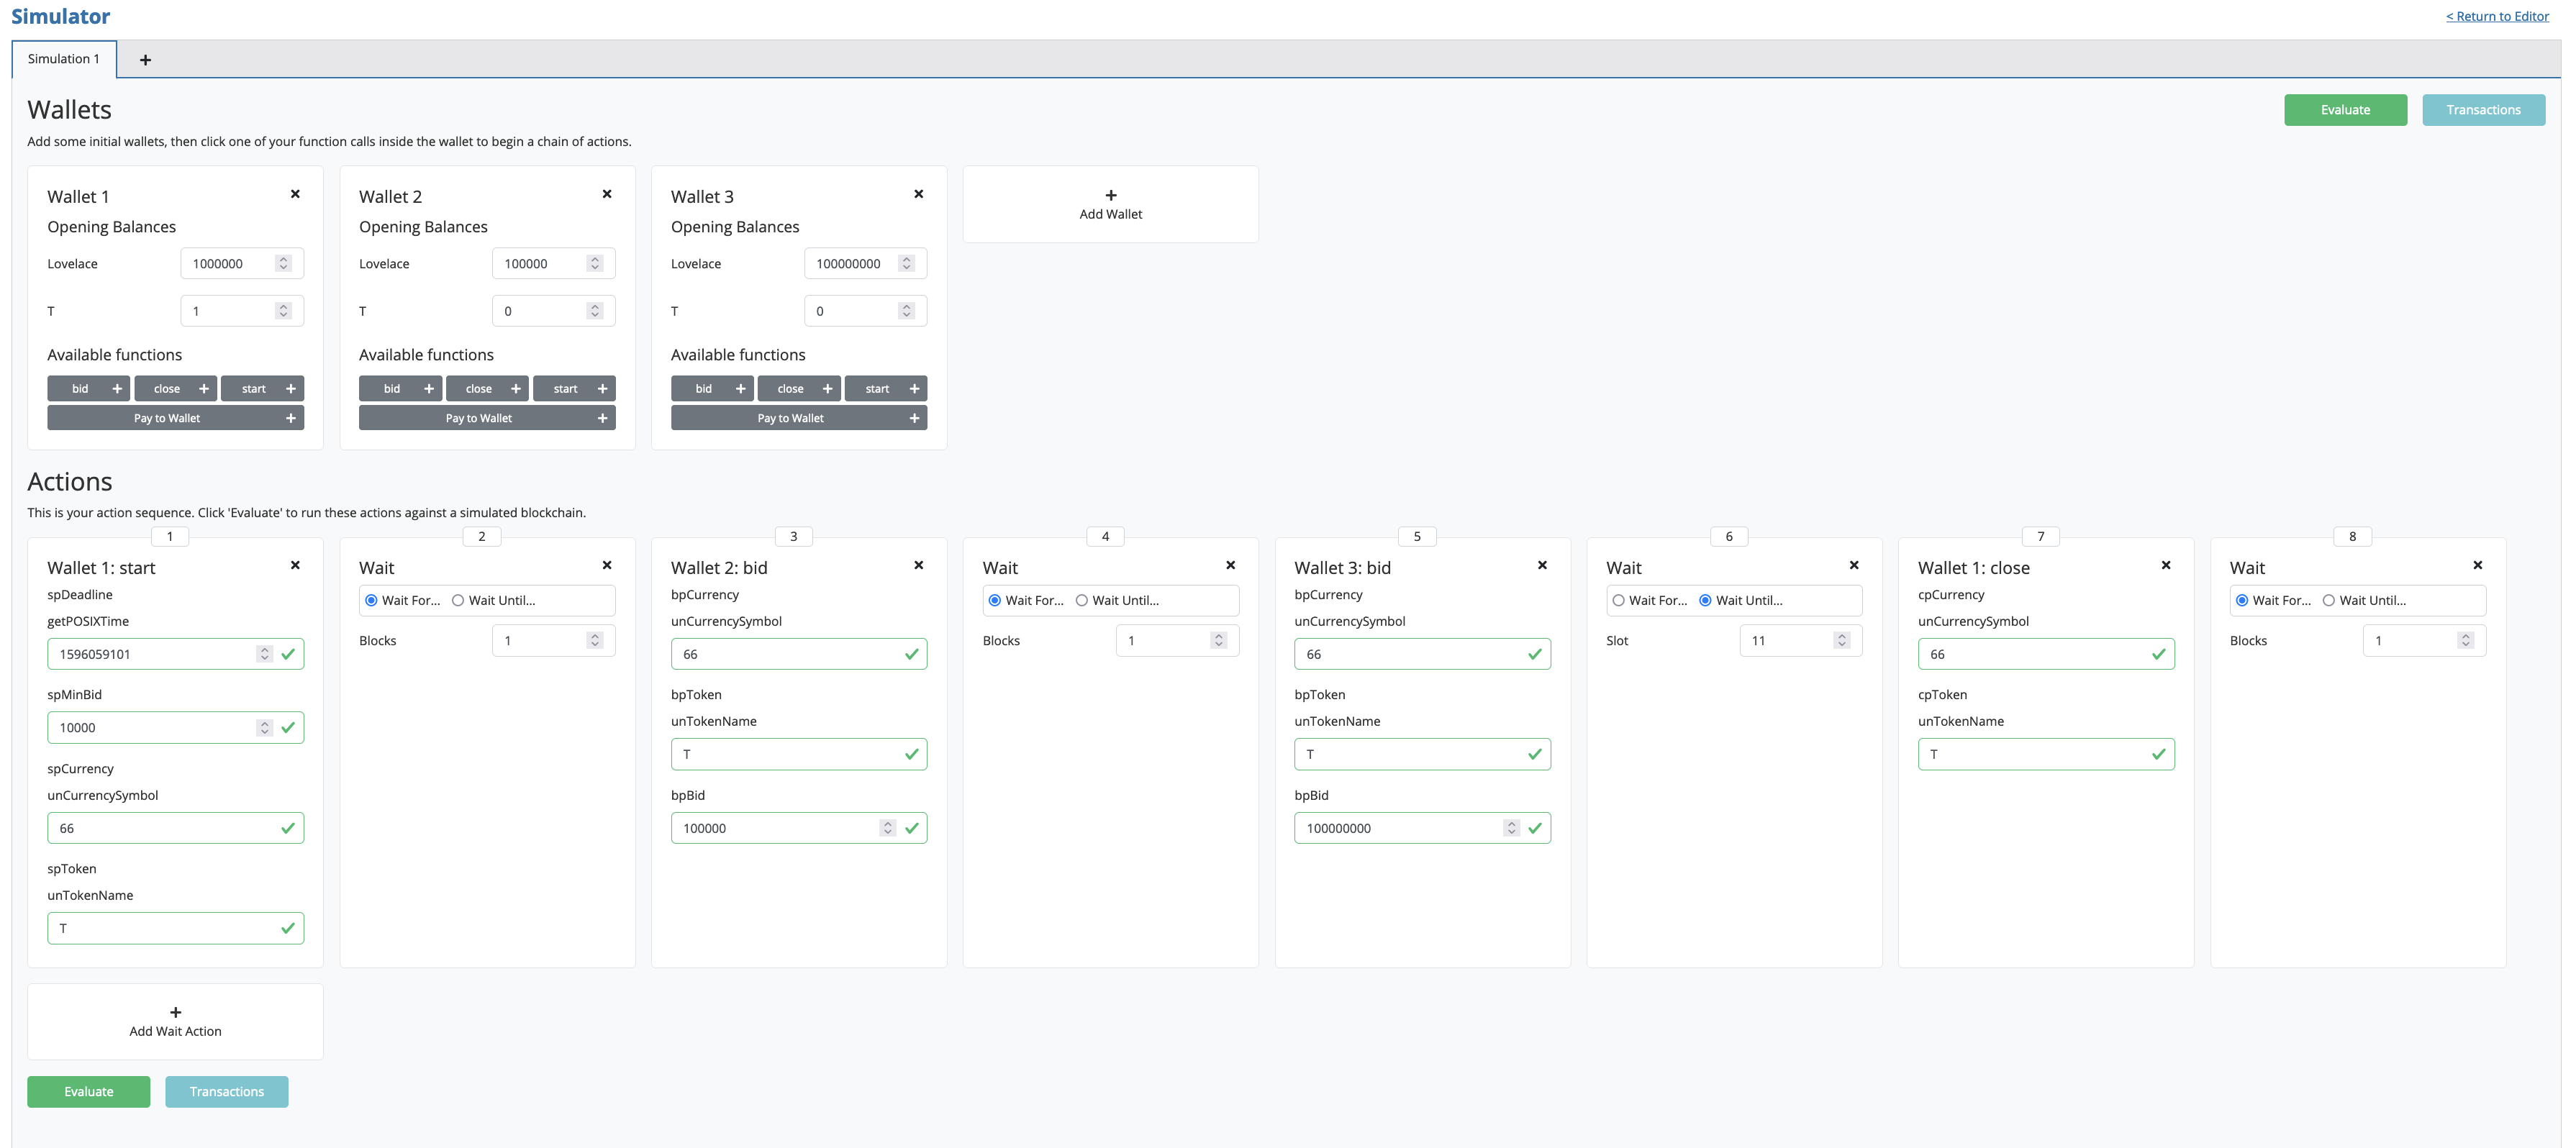 Simulator
< Return to Editor
Simulation 1
Wallets
Evaluate
Transactions
Add some initial wallets, then click one of your function calls inside the wallet to begin a chain of actions.
Wallet 1
Opening Balances
Lovelace
1000000
T
1
Available functions
bid
close
start
Pay to Wallet
Wallet 2
Opening Balances
Lovelace
100000
T
0
Available functions
bid
close
start
Pay to Wallet
Wallet 3
Opening Balances
Lovelace
100000000
T
0
Available functions
bid
close
start
Pay to Wallet
Add Wallet
Actions
This is your action sequence. Click 'Evaluate' to run these actions against a simulated blockchain.
1
Wallet 1: start
spDeadline
getPOSIXTime
1596059101
spMinBid
10000
spCurrency
unCurrencySymbol
66
spToken
unTokenName
T
2
Wait
Wait For...
Wait Until...
Blocks
1
3
Wallet 2: bid
bpCurrency
unCurrencySymbol
66
bpToken
unTokenName
T
bpBid
100000
4
Wait
Wait For...
Wait Until...
Blocks
1
5
Wallet 3: bid
bpCurrency
unCurrencySymbol
66
bpToken
unTokenName
T
bpBid
100000000
6
Wait
Wait For...
Wait Until...
Slot
11
7
Wallet 1: close
cpCurrency
unCurrencySymbol
66
cpToken
unTokenName
T
8
Wait
Wait For...
Wait Until...
Blocks
1
Add Wait Action
Evaluate
Transactions